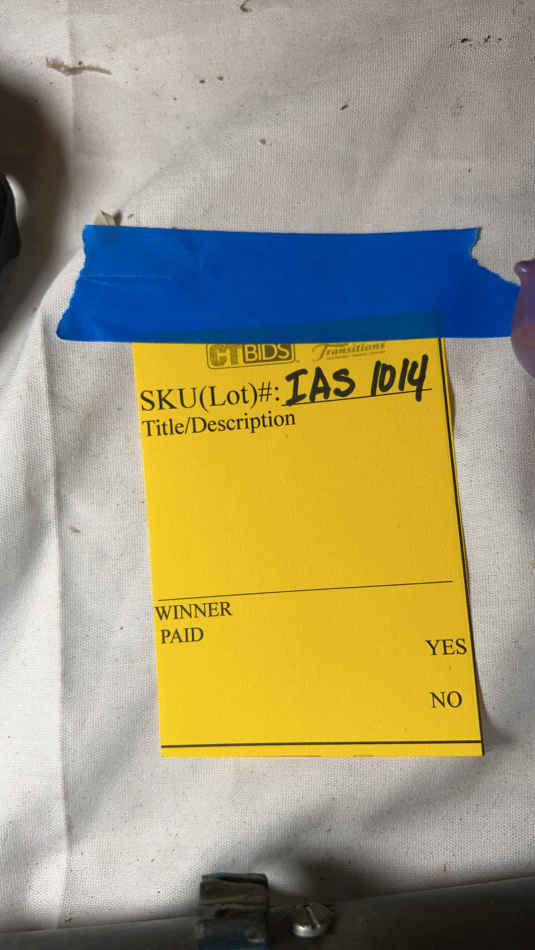 CTBIDS Transitions
SKU(Lot)#: IAS 1014
Title/Description
WINNER
PAID
YES
NO